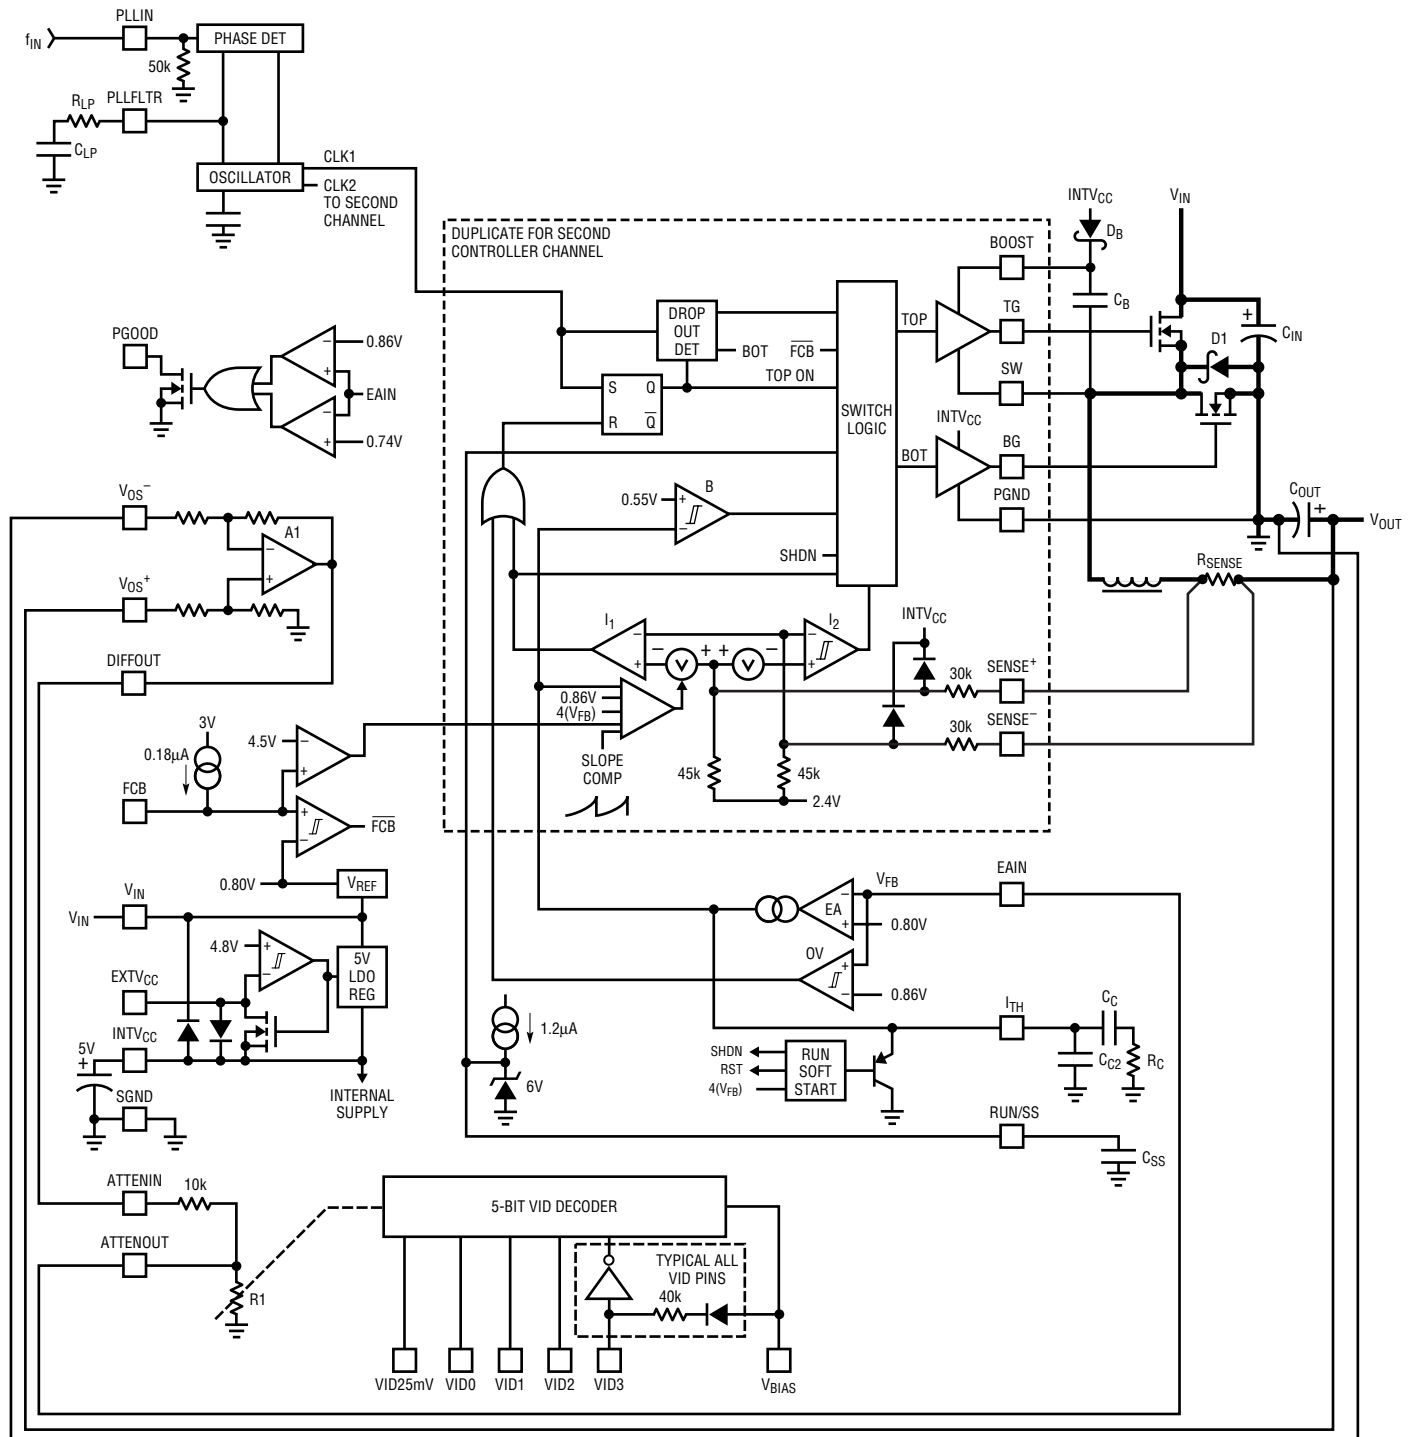 PLLIN
fIN
PHASE DET
50k
RLP
PLLFLTR
CLP
OSCILLATOR
CLK1
CLK2
TO SECOND
CHANNEL
DUPLICATE FOR SECOND
CONTROLLER CHANNEL
INTVCC
VIN
DB
BOOST
CB
DROP
OUT
DET
TOP
TG
+
CIN
D1
BOT
FCB
TOP ON
SW
S
Q
R
Q
SWITCH
LOGIC
INTVCC
BG
BOT
PGND
COUT
+
VOUT
PGOOD
−
0.86V
+
EAIN
−
+
0.74V
VOS−
A1
−
+
VOS+
DIFFOUT
B
0.55V
+
−
SHDN
RSENSE
I1
−
+
−
V
+
+
V
−
I2
−
+
INTVCC
30k
SENSE+
30k
SENSE−
0.86V
4(VFB)
SLOPE
COMP
45k
45k
2.4V
3V
0.18µA
4.5V
−
+
FCB
+
−
FCB
0.80V
VREF
VIN
VIN
4.8V
+
−
5V
LDO
REG
EXTVCC
INTVCC
5V
+
SGND
INTERNAL
SUPPLY
VFB
EAIN
EA
−
+
0.80V
OV
+
−
0.86V
1.2µA
6V
ITH
CC
CC2
RC
SHDN
RST
4(VFB)
RUN
SOFT
START
RUN/SS
CSS
ATTENIN
10k
ATTENOUT
R1
5-BIT VID DECODER
TYPICAL ALL
VID PINS
40k
VID25mV
VID0
VID1
VID2
VID3
VBIAS